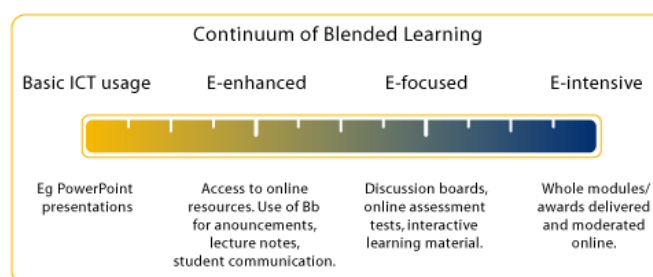 Continuum of Blended Learning
Basic ICT usage
E-enhanced
E-focused
E-intensive
Eg PowerPoint
presentations
Access to online
resources. Use of Bb
for anouncements,
lecture notes,
student communication.
Discussion boards,
online assessment
tests, interactive
learning material.
Whole modules/
awards delivered
and moderated
online.